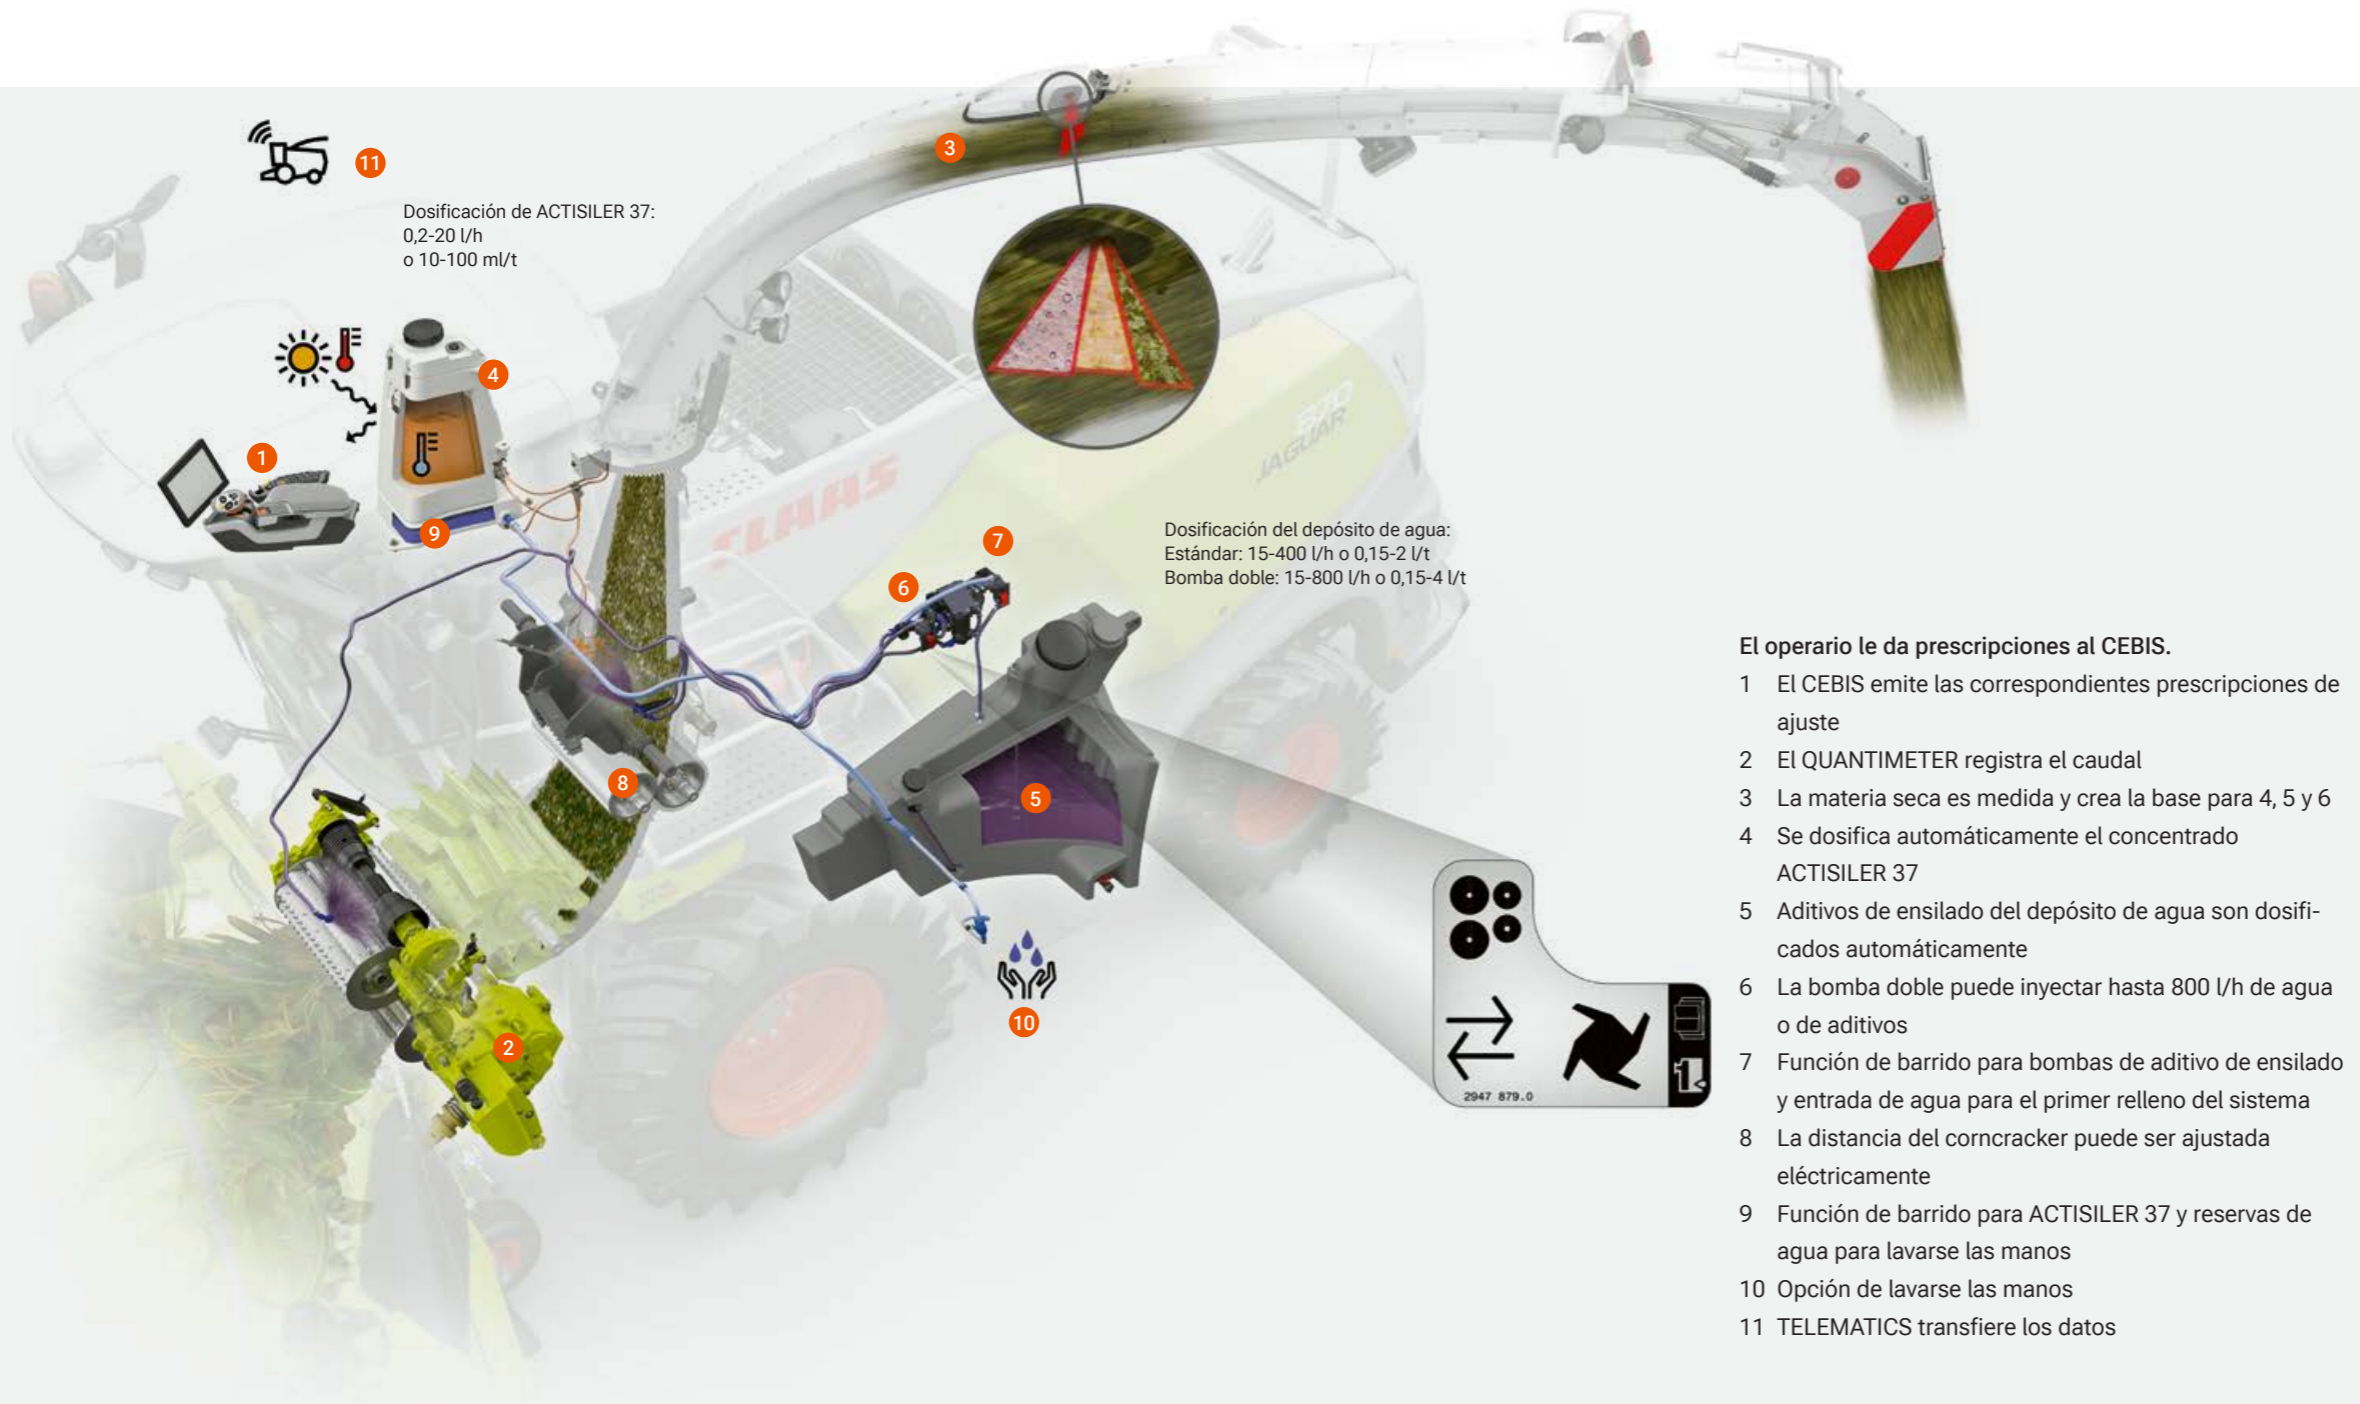 11
3
Dosificación de ACTISILER 37:
0,2-20 l/h
o 10-100 ml/t
4
1
9
JAGUAR
CLAAS
Dosificación del depósito de agua:
Estándar: 15-400 l/h o 0,15-2 l/t
Bomba doble: 15-800 l/h o 0,15-4 l/t
7
6
8
5
10
2
2947 879.0
El operario le da prescripciones al CEBIS.
1 El CEBIS emite las correspondientes prescripciones de
ajuste
2 El QUANTIMETER registra el caudal
3 La materia seca es medida y crea la base para 4, 5 y 6
4 Se dosifica automáticamente el concentrado
ACTISILER 37
5 Aditivos de ensilado del depósito de agua son dosifi-
cados automáticamente
6 La bomba doble puede inyectar hasta 800 l/h de agua
o de aditivos
7 Función de barrido para bombas de aditivo de ensilado
y entrada de agua para el primer relleno del sistema
8 La distancia del corncracker puede ser ajustada
eléctricamente
9 Función de barrido para ACTISILER 37 y reservas de
agua para lavarse las manos
10 Opción de lavarse las manos
11 TELEMATICS transfiere los datos